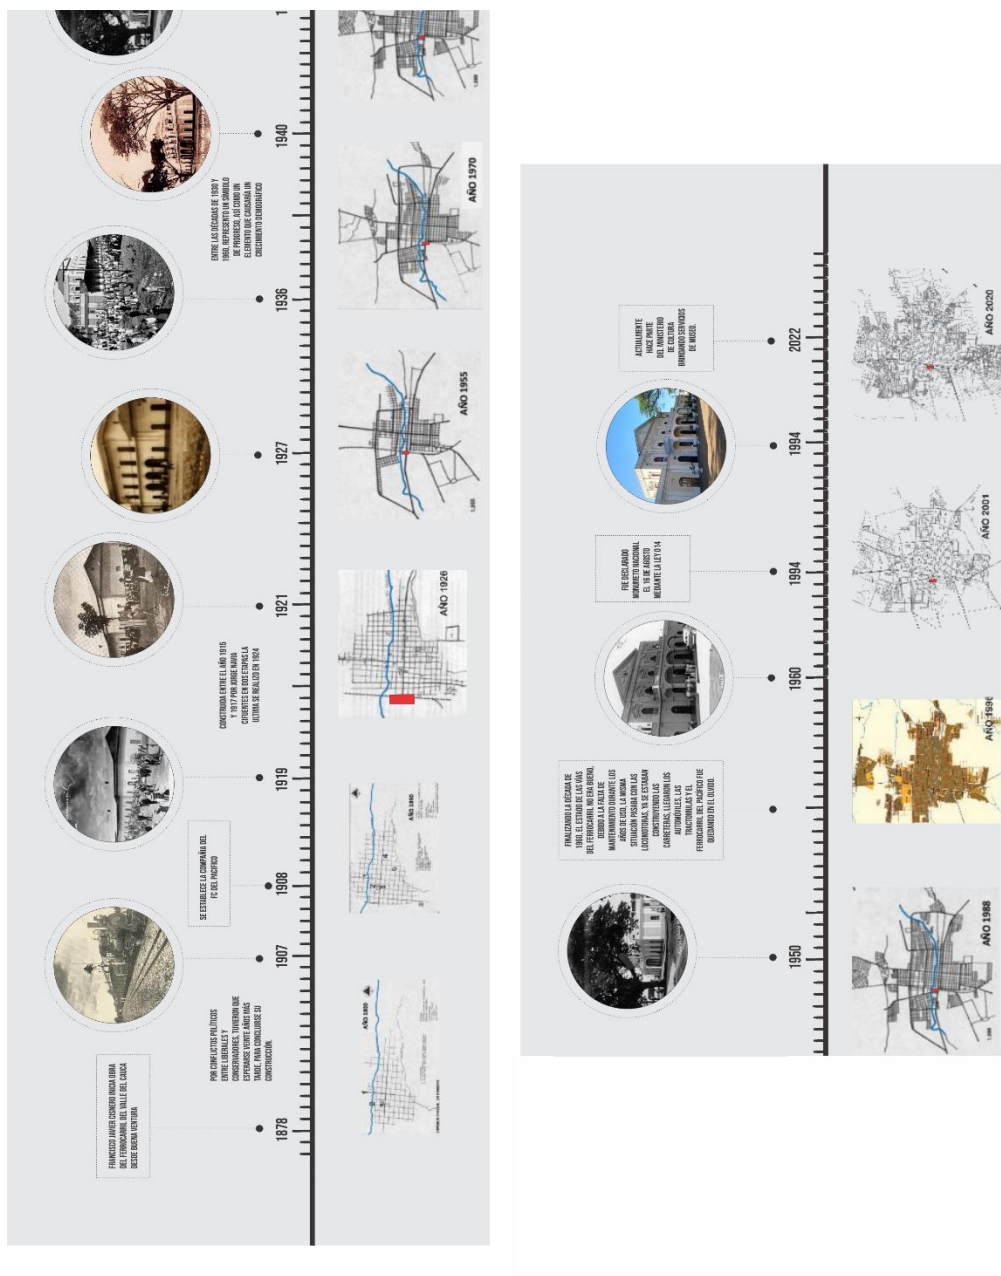 FRANCISCO JAVIER CISNERO INICIA OBRA
DEL FERROCARRIL DEL VALLE DEL CAUCA
DESDE BUENA VENTURA
1878
POR CONFLICTOS POLÍTICOS
ENTRE LIBERALES Y
CONSERVADORES, TUVIERON QUE
ESPERARSE VEINTE AÑOS MÁS
TARDE, PARA CONCLUIRSE SU
CONSTRUCCIÓN.
1907
SE ESTABLECE LA COMPAÑIA DEL
FC DEL PACIFICO
1908
1919
CONSTRUIDA ENTRE EL AÑO 1915
Y 1917 POR JORGE NAVIA
CIFUENTES EN DOS ETAPAS LA
ULTIMA SE REALIZO EN 1924
1921
1927
1936
ENTRE LAS DÉCADAS DE 1930 Y
1960, REPRESENTO UN SÍMBOLO
DE PROGRESO, ASÍ COMO UN
ELEMENTO QUE CAUSARÍA UN
CRECIMIENTO DEMOGRÁFICO
1940
AÑO 1926
AÑO 1955
AÑO 1970
1950
FINALIZANDO LA DÉCADA DE
1960, EL ESTADO DE LAS VÍAS
DEL FERROCARRIL NO ERA BUENO,
DEBIDO A LA FALTA DE
MANTENIMIENTO DURANTE LOS
AÑOS DE USO, LA MISMA
SITUACIÓN PASABA CON LAS
LOCOMOTORAS, YA SE ESTABAN
CONSTRUYENDO LAS
CARRETERAS, LLEGARON LOS
AUTOMÓVILES, LAS
TRACTOMULAS Y EL
FERROCARRIL DEL PACÍFICO FUE
QUEDANDO EN EL OLVIDO.
1960
FUE DECLARADO
MONUMRETO NACIONAL
EL 16 DE AGOSTO
MEDIANTE LA LEY 014
1994
1994
ACTUALMENTE
HACE PARTE
DEL MINISTERIO
DE CULTURA
BRINDANDO SERVICIOS
DE MUSEO.
2022
AÑO 1988
AÑO 1996
AÑO 2001
AÑO 2020